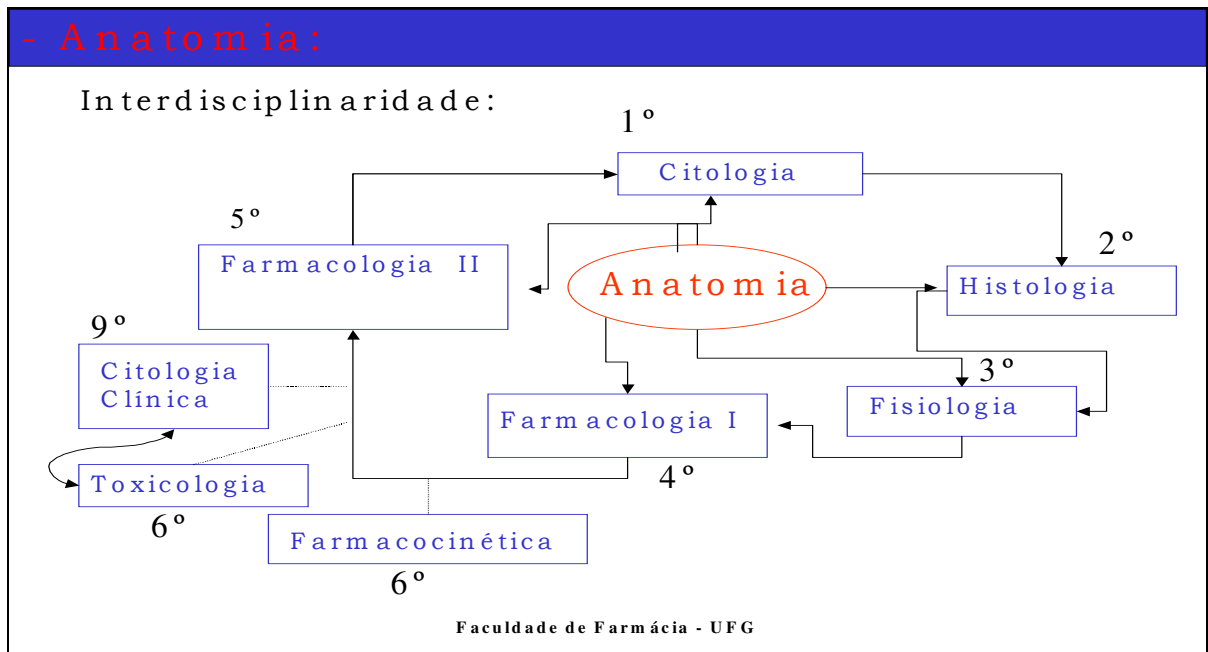 - Anatomia:
Interdisciplinaridade:
1º
Citologia
5º
Farmacologia II
2º
Anatomia
Histologia
9º
Citologia
Clínica
3º
Farmacologia I
Fisiologia
4º
Toxicologia
6º
Farmacocinética
6º
Faculdade de Farmácia - UFG